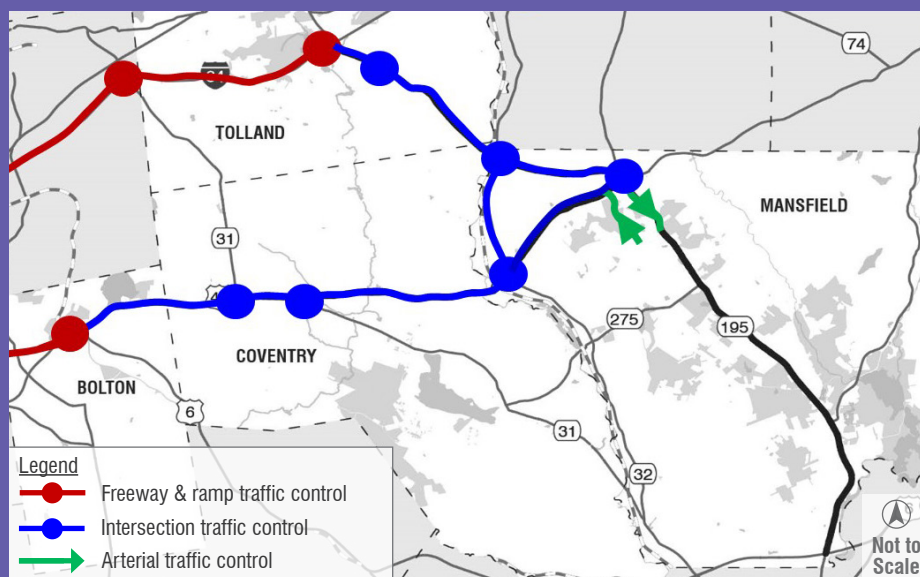 74
84
TOLLAND
MANSFIELD
31
COVENTRY
275
195
BOLTON
6
31
32
Legend
Freeway & ramp traffic control
Intersection traffic control
Arterial traffic control
Not to
Scale